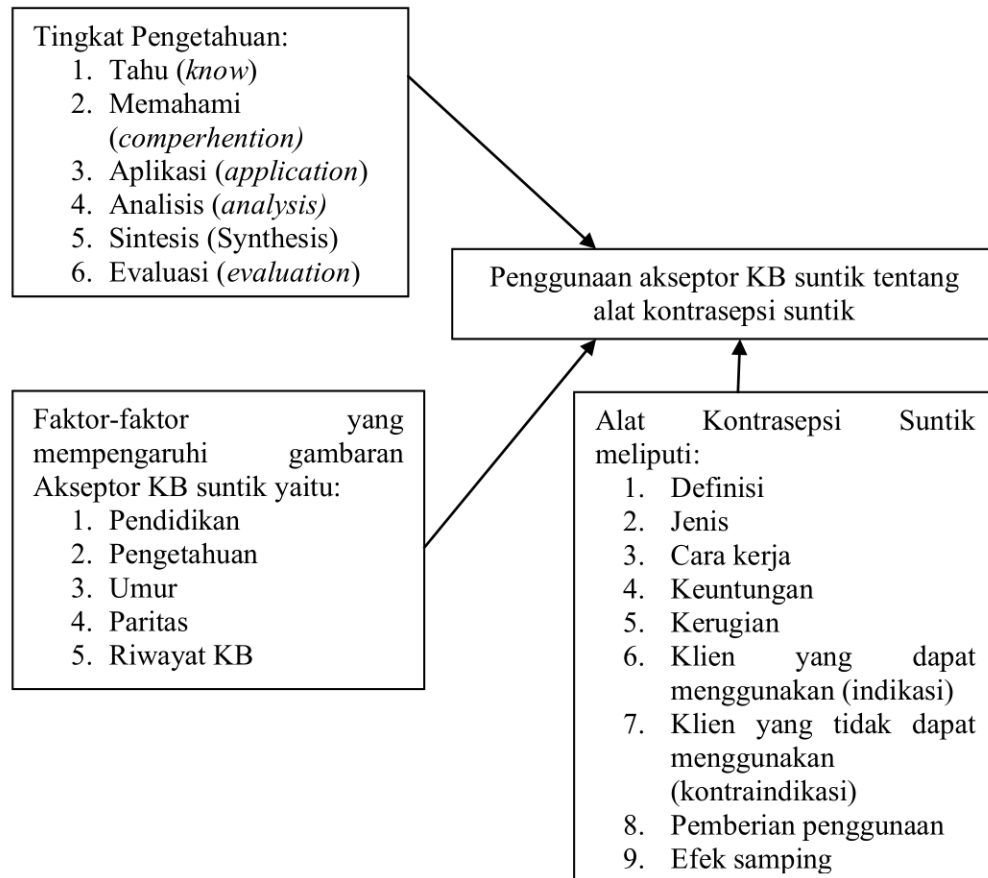 Tingkat Pengetahuan:
1. Tahu (know)
2. Memahami
(comperhention)
3. Aplikasi (application)
4. Analisis (analysis)
5. Sintesis (Synthesis)
6. Evaluasi (evaluation)
Penggunaan akseptor KB suntik tentang
alat kontrasepsi suntik
Faktor-faktor yang
mempengaruhi gambaran
Akseptor KB suntik yaitu:
1. Pendidikan
2. Pengetahuan
3. Umur
4. Paritas
5. Riwayat KB
Alat Kontrasepsi Suntik
meliputi:
1. Definisi
2. Jenis
3. Cara kerja
4. Keuntungan
5. Kerugian
6. Klien yang dapat
menggunakan (indikasi)
7. Klien yang tidak dapat
menggunakan
(kontraindikasi)
8. Pemberian penggunaan
9. Efek samping